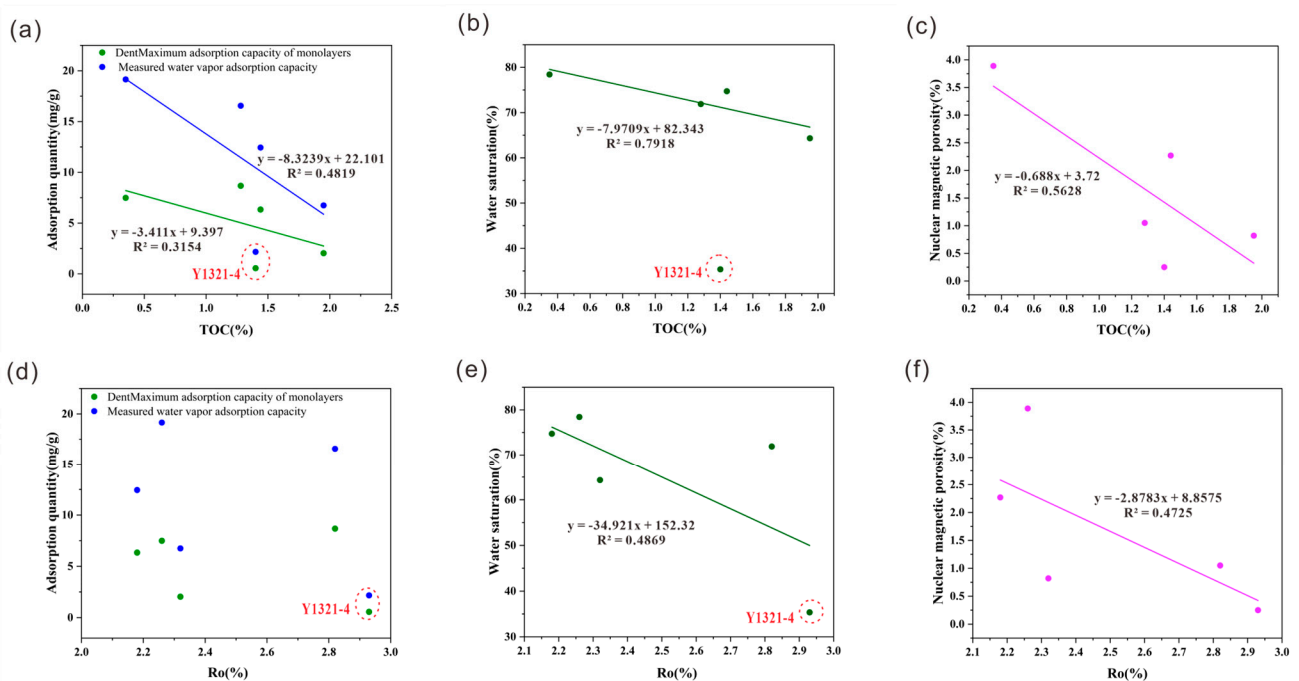 (a)
DentMaximum adsorption capacity of monolayers
Measured water vapor adsorption capacity
Adsorption quantity(mg/g)
20
15
10
5
0
y = -8.3239x + 22.101
R² = 0.4819
y = -3.411x + 9.397
R² = 0.3154
Y1321-4
0.0 0.5 1.0 1.5 2.0 2.5
TOC(%)
(b)
Water saturation(%)
80
70
60
50
40
30
y = -7.9709x + 82.343
R² = 0.7918
Y1321-4
0.2 0.4 0.6 0.8 1.0 1.2 1.4 1.6 1.8 2.0
TOC(%)
(c)
Nuclear magnetic porosity(%)
4.0
3.5
3.0
2.5
2.0
1.5
1.0
0.5
0.0
y = -0.688x + 3.72
R² = 0.5628
0.2 0.4 0.6 0.8 1.0 1.2 1.4 1.6 1.8 2.0
TOC(%)
(d)
DentMaximum adsorption capacity of monolayers
Measured water vapor adsorption capacity
Adsorption quantity(mg/g)
20
15
10
5
0
Y1321-4
2.0 2.2 2.4 2.6 2.8 3.0
Ro(%)
(e)
Water saturation(%)
80
70
60
50
40
30
y = -34.921x + 152.32
R² = 0.4869
Y1321-4
2.1 2.2 2.3 2.4 2.5 2.6 2.7 2.8 2.9 3.0
Ro(%)
(f)
Nuclear magnetic porosity(%)
4.0
3.5
3.0
2.5
2.0
1.5
1.0
0.5
0.0
y = -2.8783x + 8.8575
R² = 0.4725
2.1 2.2 2.3 2.4 2.5 2.6 2.7 2.8 2.9 3.0
Ro(%)